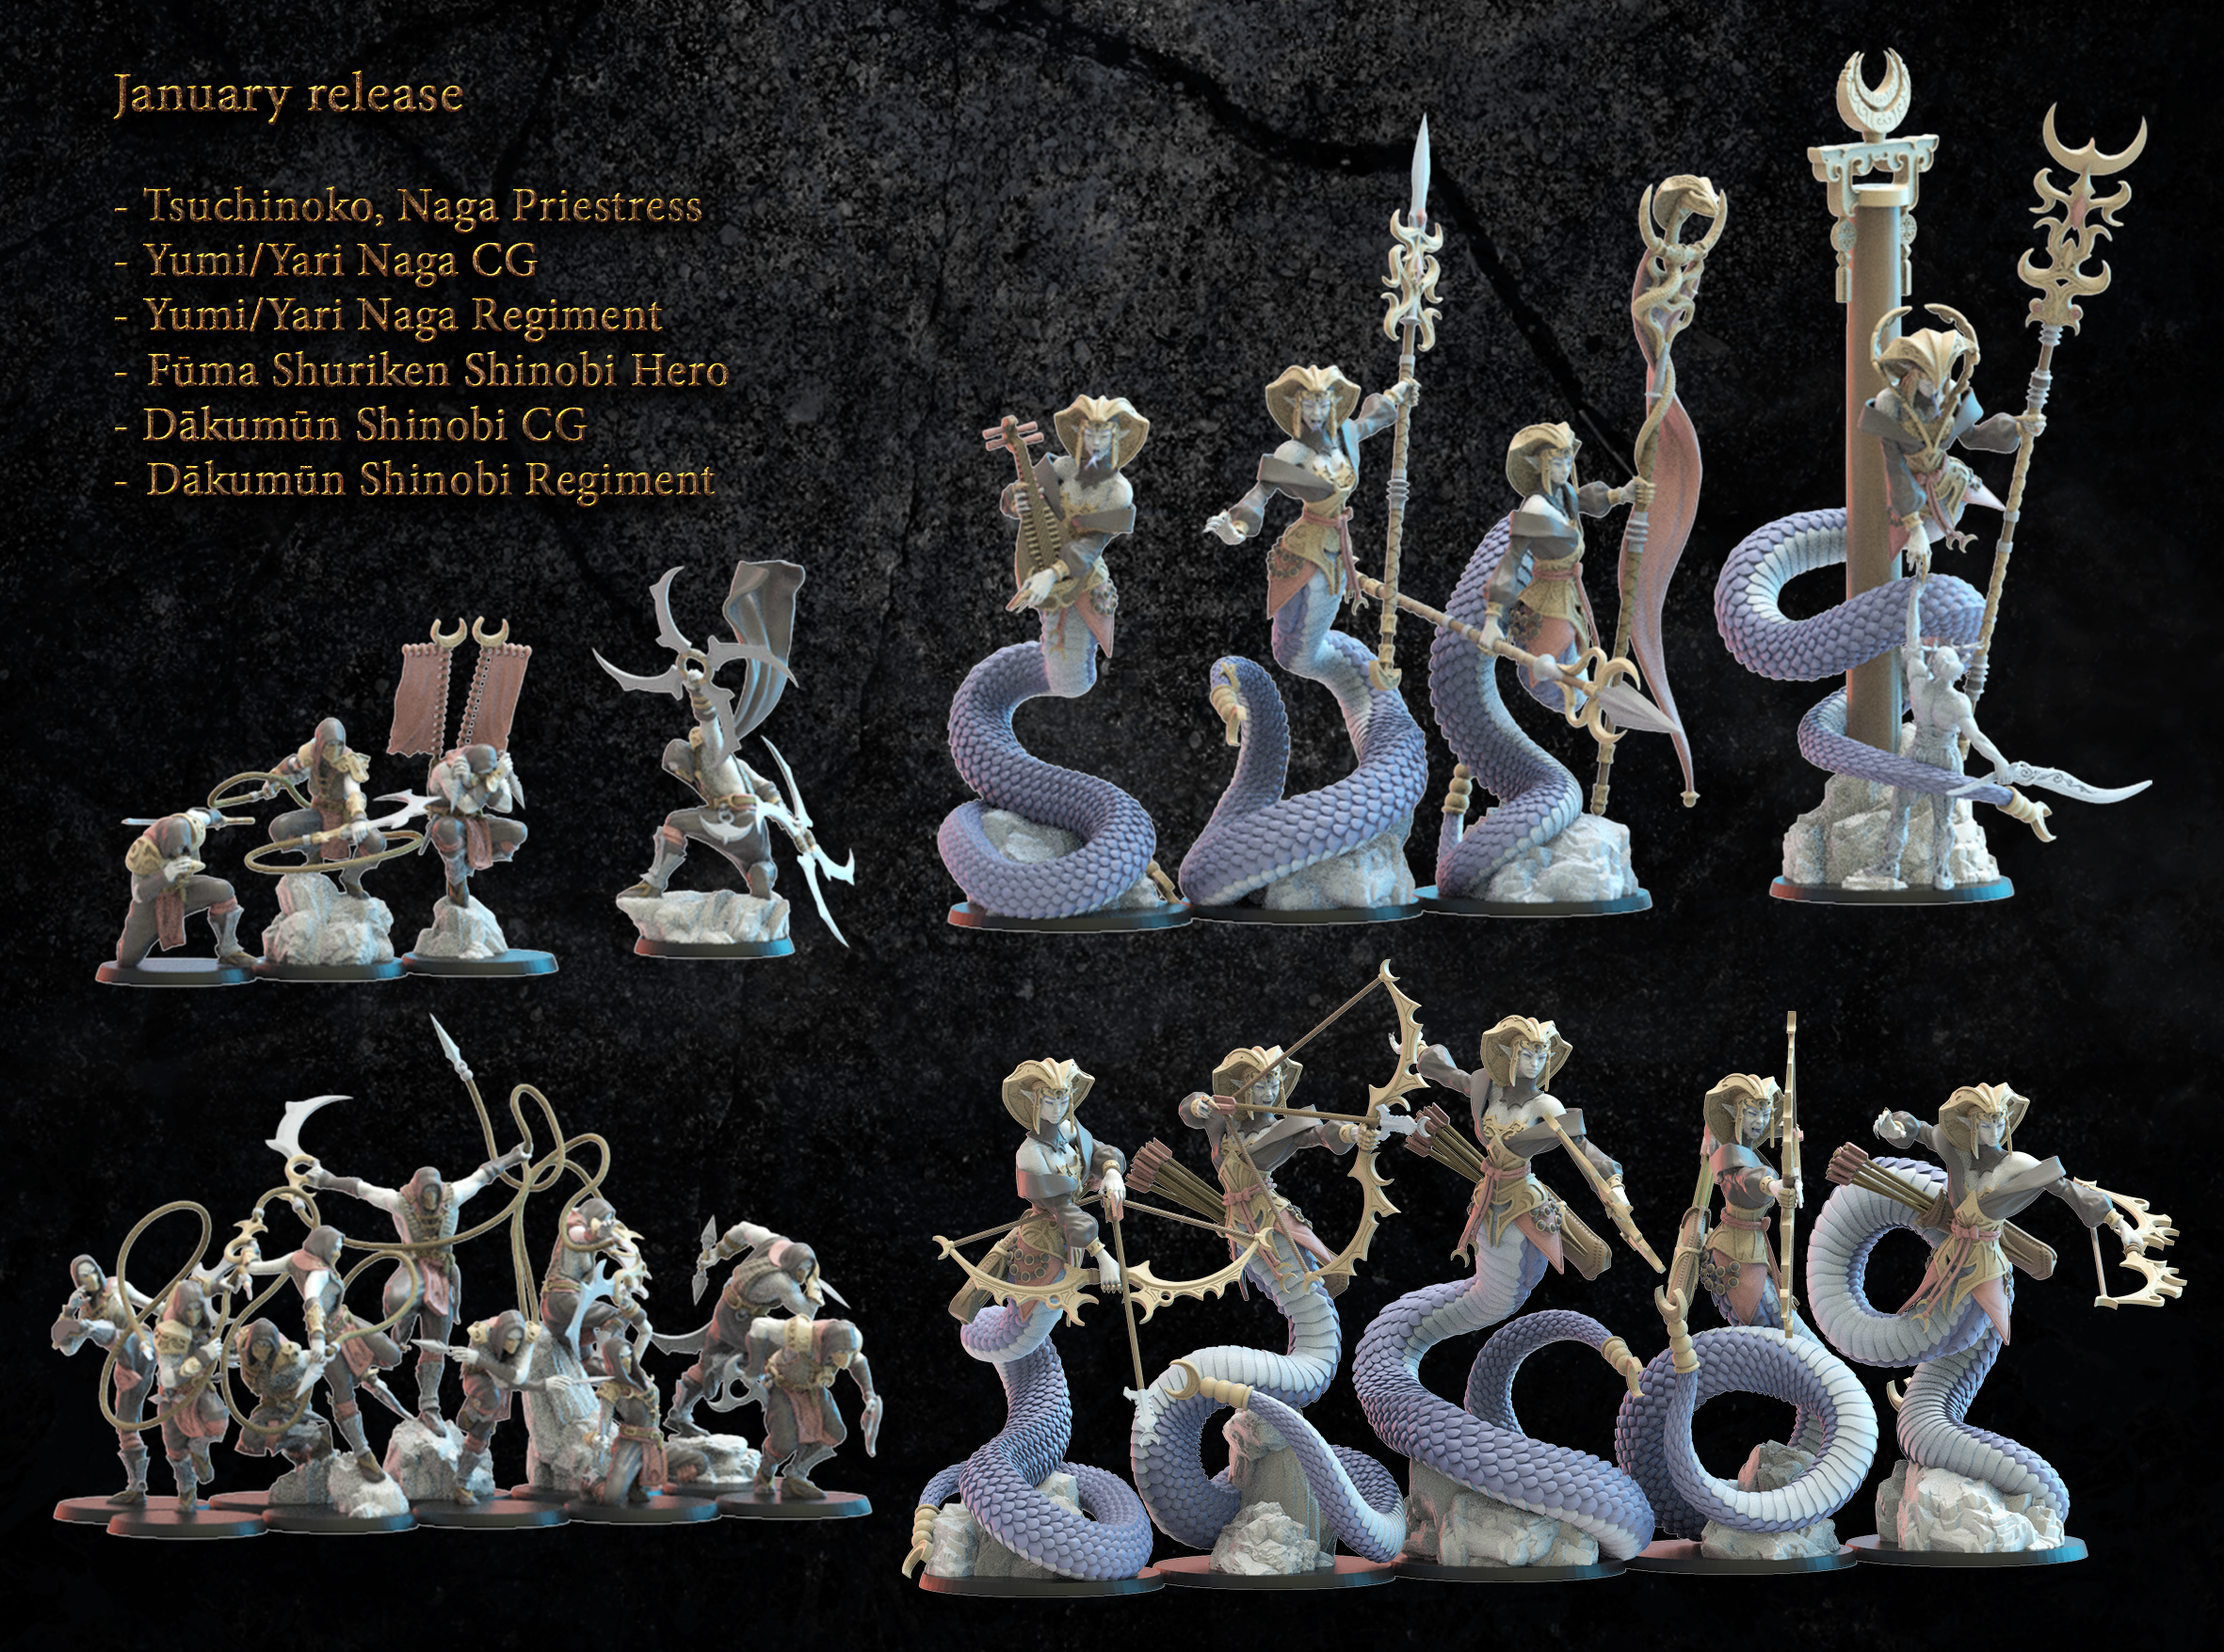 January release
- Tsuchinoko, Naga Priestress
- Yumi/Yari Naga CG
- Yumi/Yari Naga Regiment
- Fūma Shuriken Shinobi Hero
- Dākumūn Shinobi CG
- Dākumūn Shinobi Regiment